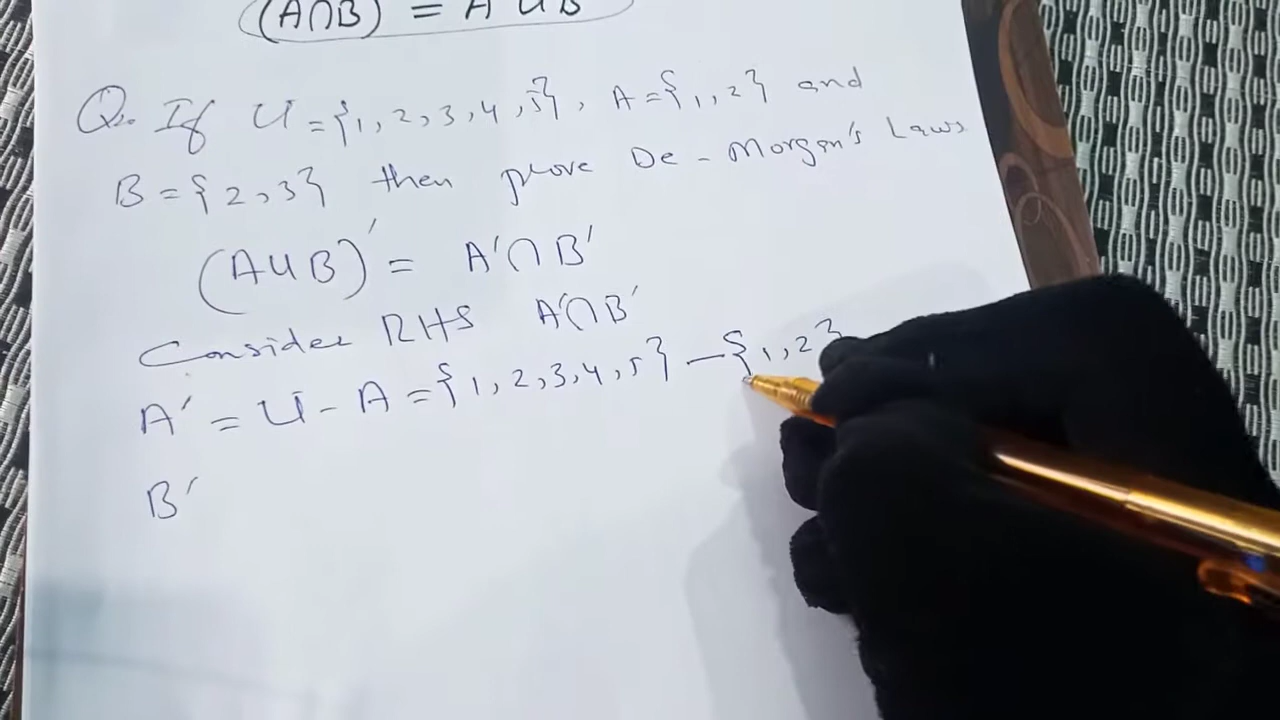 (A∩B) = A ∪ B
Q. If U = {1, 2, 3, 4, 5}, A = {1, 2} and
B = {2, 3} then prove De-Morgan's Laws
(A∪B)' = A'∩B'
Consider RHS A'∩B'
A' = U - A = {1, 2, 3, 4, 5} - {1, 2}
B'